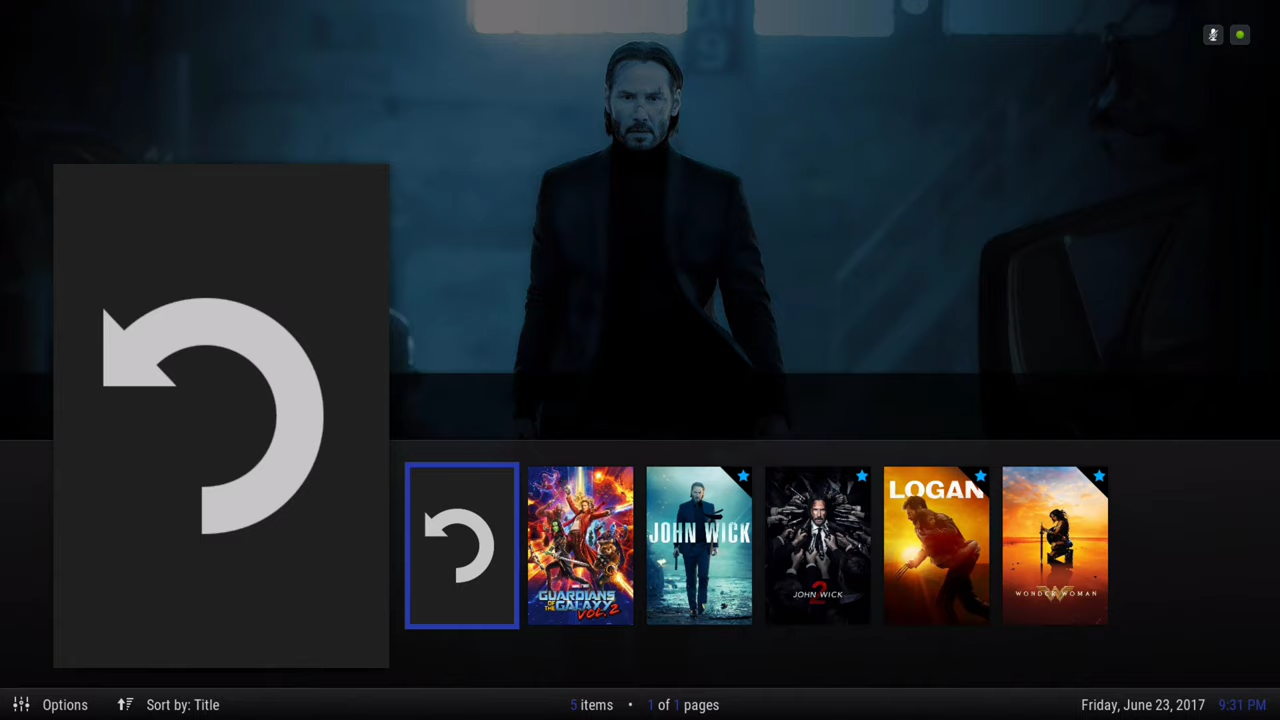 GUARDIANS
OF THE GALAXY
VOL. 2
JOHN WICK
2
JOHN WICK
LOGAN
WONDER WOMAN
Options
Sort by: Title
5 items • 1 of 1 pages
Friday, June 23, 2017 9:31 PM